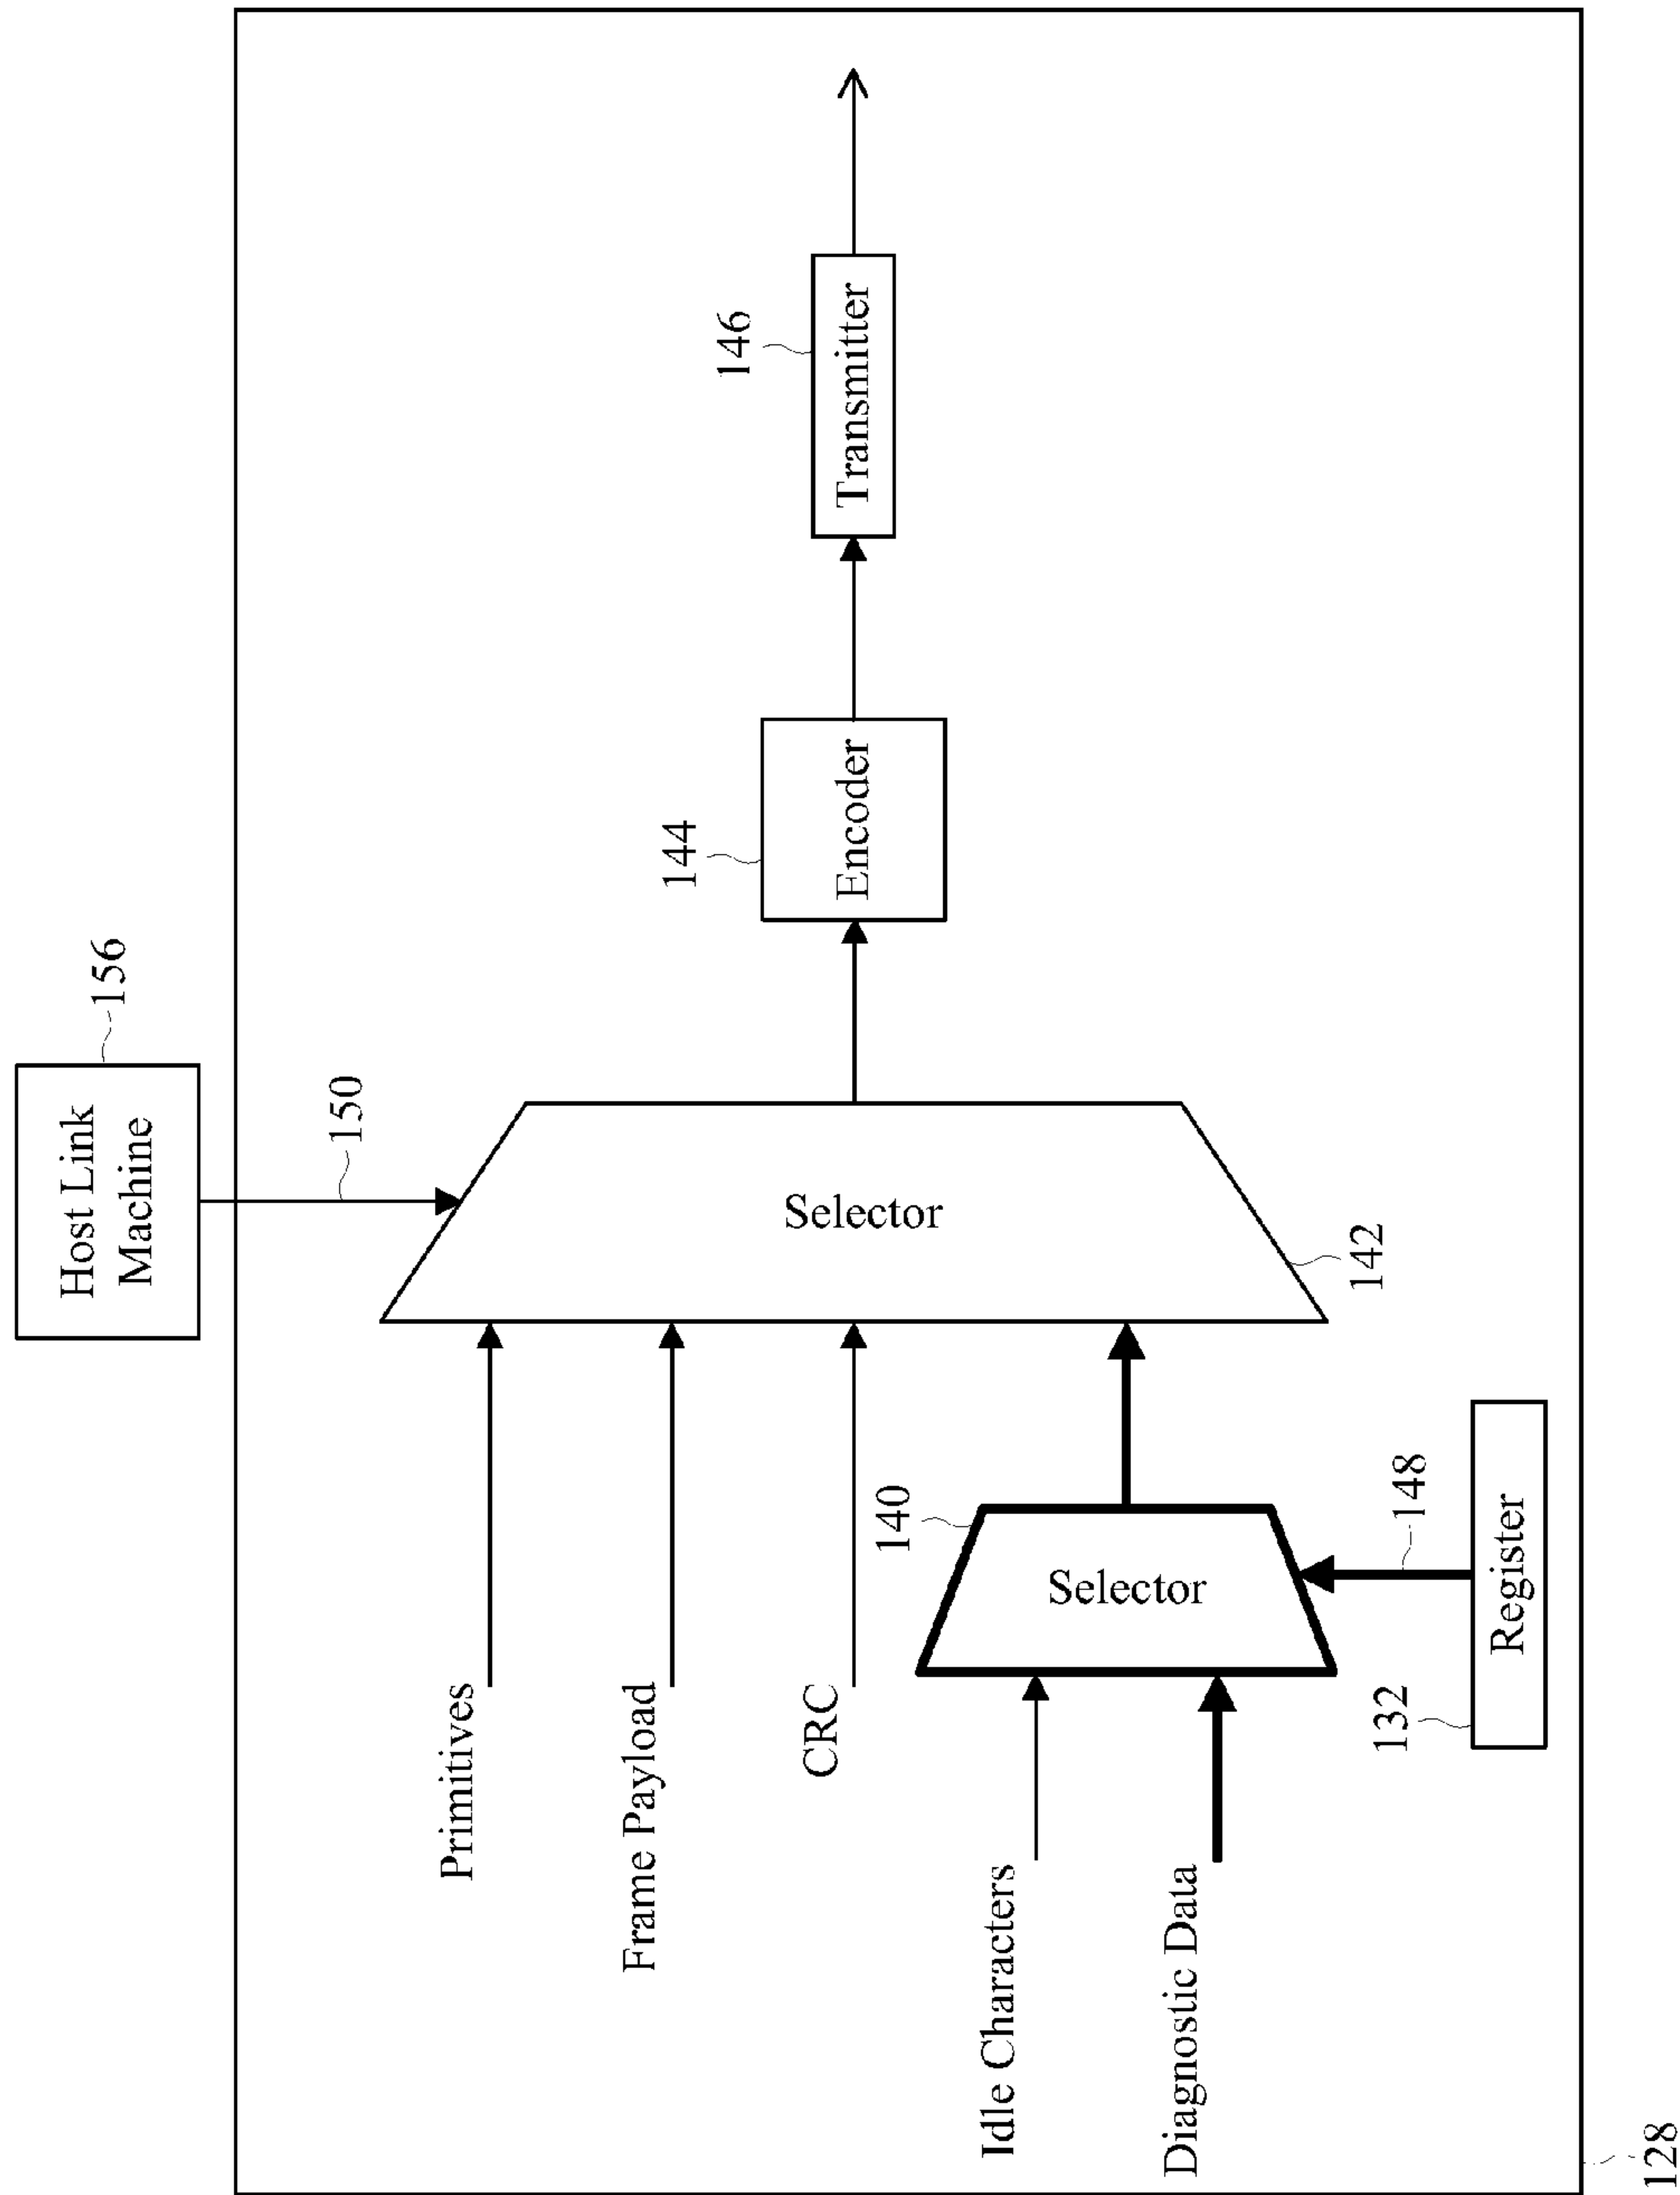 Host Link
Machine
156
150
Primitives
Frame Payload
CRC
Idle Characters
Diagnostic Data
140
Selector
148
132
Register
Selector
142
144
Encoder
146
Transmitter
128